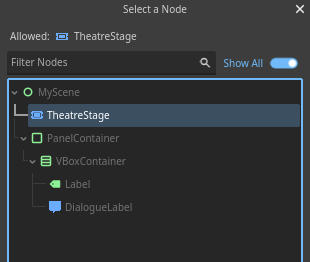 Select a Node
Allowed: TheatreStage
Filter Nodes
Show All
MyScene
TheatreStage
PanelContainer
VBoxContainer
Label
DialogueLabel